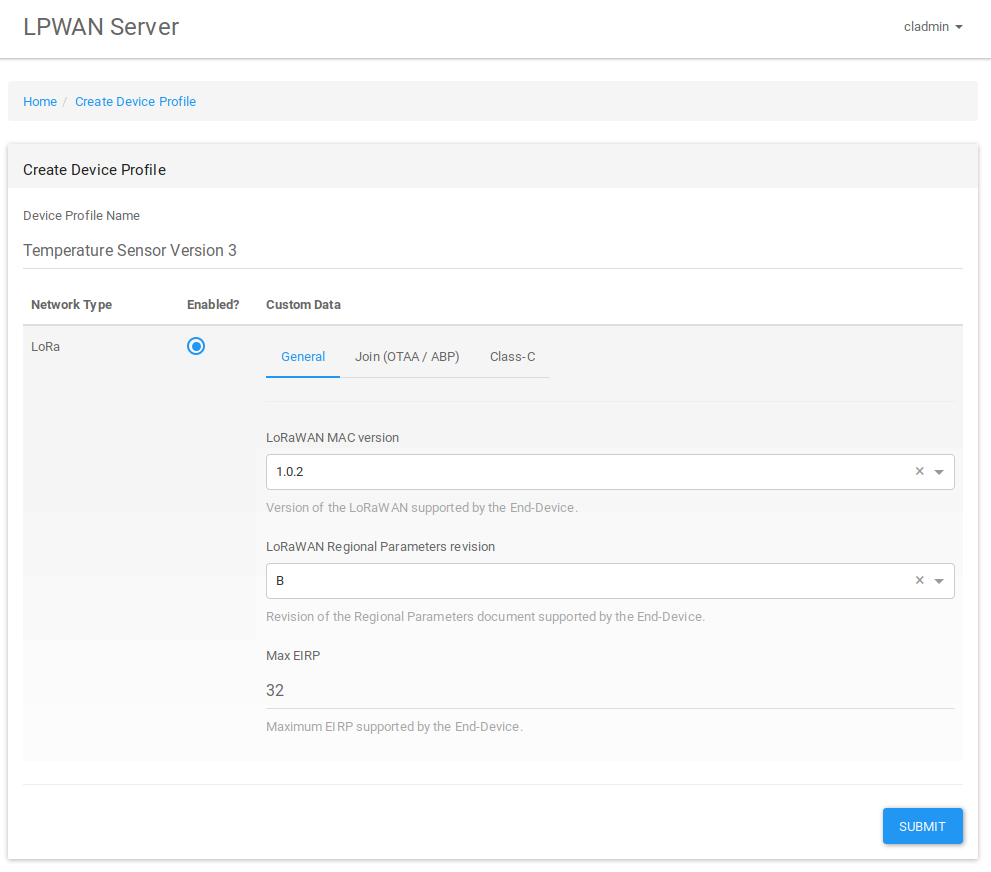 LPWAN Server
cladmin
Home / Create Device Profile
Create Device Profile
Device Profile Name
Temperature Sensor Version 3
Network Type Enabled? Custom Data
LoRa
General Join (OTAA / ABP) Class-C
LoRaWAN MAC version
1.0.2 ×
Version of the LoRaWAN supported by the End-Device.
LoRaWAN Regional Parameters revision
B ×
Revision of the Regional Parameters document supported by the End-Device.
Max EIRP
32
Maximum EIRP supported by the End-Device.
SUBMIT